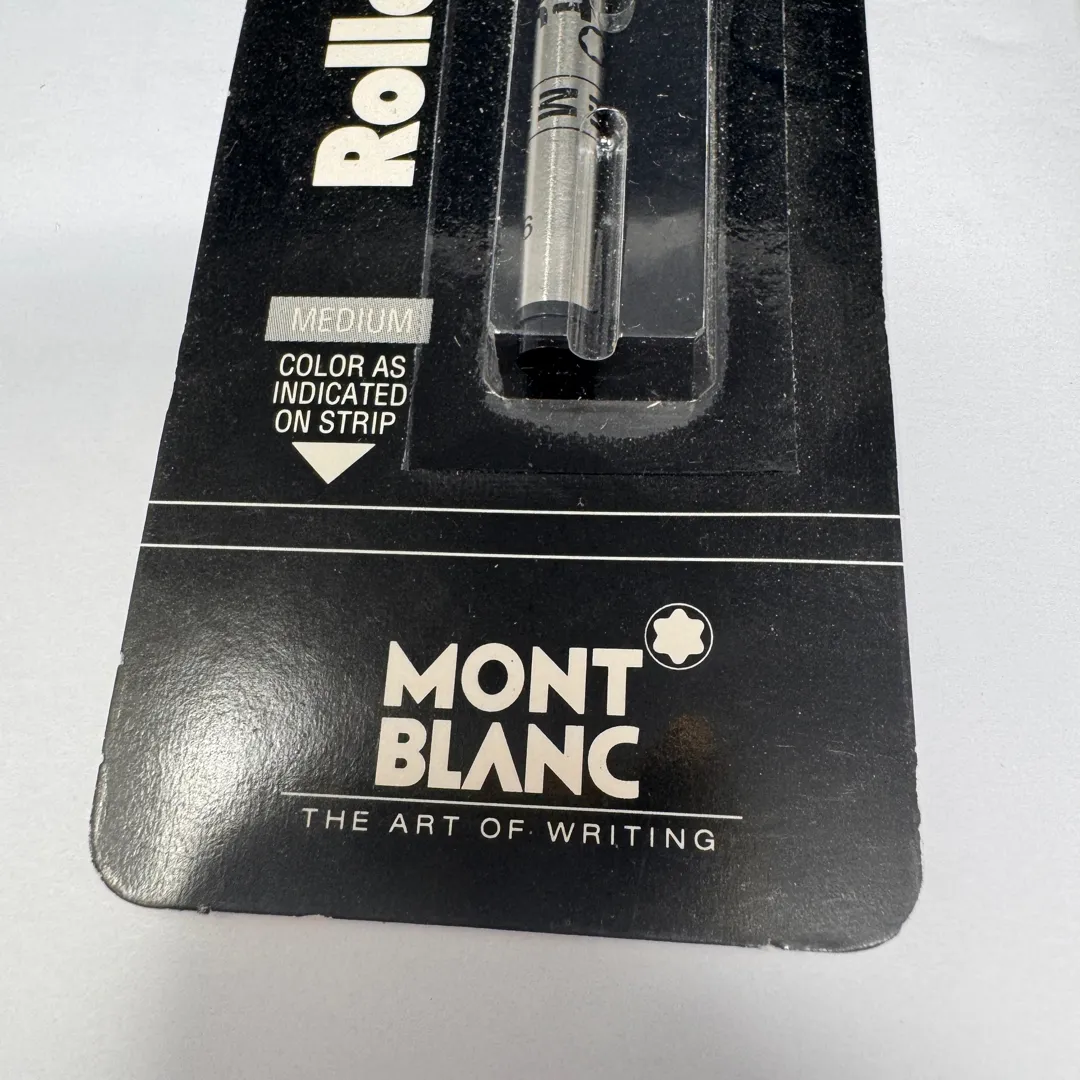 Roll
M
MEDIUM
COLOR AS
INDICATED
ON STRIP
MONT
BLANC
THE ART OF WRITING